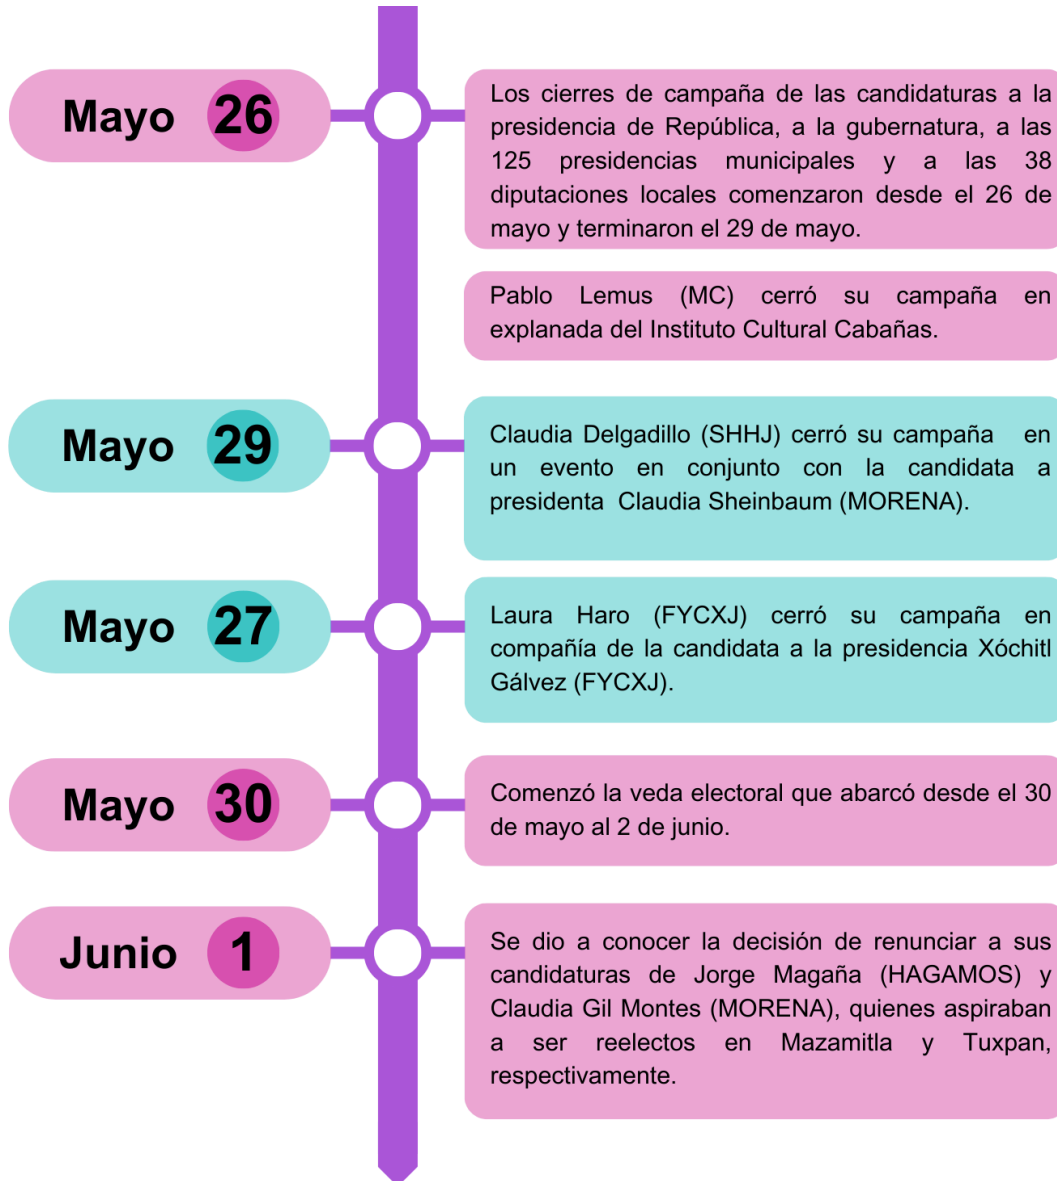 Mayo 26
Los cierres de campaña de las candidaturas a la
presidencia de República, a la gubernatura, a las
125 presidencias municipales y a las 38
diputaciones locales comenzaron desde el 26 de
mayo y terminaron el 29 de mayo.
Pablo Lemus (MC) cerró su campaña en
explanada del Instituto Cultural Cabañas.
Mayo 29
Claudia Delgadillo (SHHJ) cerró su campaña en
un evento en conjunto con la candidata a
presidenta Claudia Sheinbaum (MORENA).
Mayo 27
Laura Haro (FYCXJ) cerró su campaña en
compañía de la candidata a la presidencia Xóchitl
Gálvez (FYCXJ).
Mayo 30
Comenzó la veda electoral que abarcó desde el 30
de mayo al 2 de junio.
Junio 1
Se dio a conocer la decisión de renunciar a sus
candidaturas de Jorge Magaña (HAGAMOS) y
Claudia Gil Montes (MORENA), quienes aspiraban
a ser reelectos en Mazamitla y Tuxpan,
respectivamente.